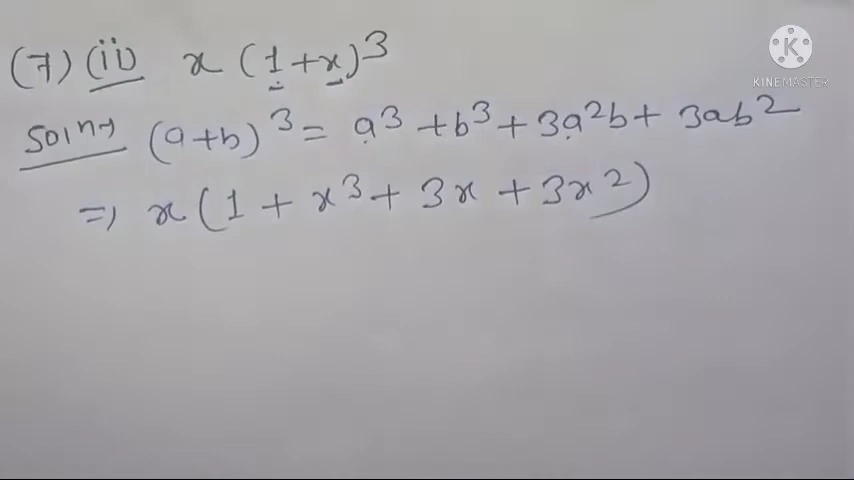 (7) (ii) x (1+x)³
Soln→ (a+b)³ = a³ + b³ + 3a²b + 3ab²
⇒ x (1 + x³ + 3x + 3x²)
KINEMASTER